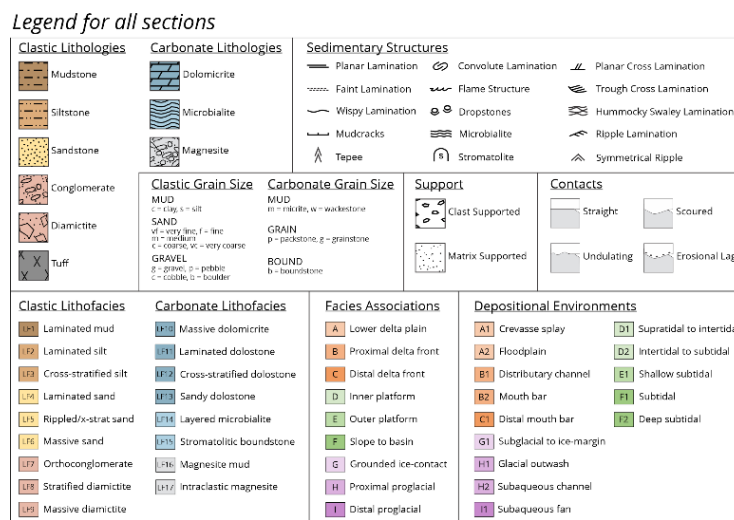 Legend for all sections
Clastic Lithologies
Mudstone
Siltstone
Sandstone
Conglomerate
Diamictite
Tuff
Carbonate Lithologies
Dolomicrite
Microbialite
Magnesite
Sedimentary Structures
Planar Lamination
Faint Lamination
Wispy Lamination
Mudcracks
Tepee
Convolute Lamination
Flame Structure
Dropstones
Microbialite
S Stromatolite
Planar Cross Lamination
Trough Cross Lamination
Hummocky Swaley Lamination
Ripple Lamination
Symmetrical Ripple
Clastic Grain Size
MUD
c = clay, s = silt
SAND
vf = very fine, f = fine
m = medium
c = coarse, vc = very coarse
GRAVEL
g = gravel, p = pebble
c = cobble, b = boulder
Carbonate Grain Size
MUD
m = micrite, w = wackestone
GRAIN
p = packstone, g = grainstone
BOUND
b = boundstone
Support
Clast Supported
Matrix Supported
Contacts
Straight
Scoured
Undulating
Erosional Lag
Clastic Lithofacies
LF1 Laminated mud
LF2 Laminated silt
LF3 Cross-stratified silt
LF4 Laminated sand
LF5 Rippled/x-strat sand
LF6 Massive sand
LF7 Orthoconglomerate
LF8 Stratified diamictite
LF9 Massive diamictite
Carbonate Lithofacies
LF10 Massive dolomicrite
LF11 Laminated dolostone
LF12 Cross-stratified dolostone
LF13 Sandy dolostone
LF14 Layered microbialite
LF15 Stromatolitic boundstone
LF16 Magnesite mud
LF17 Intraclastic magnesite
Facies Associations
A Lower delta plain
B Proximal delta front
C Distal delta front
D Inner platform
E Outer platform
F Slope to basin
G Grounded ice-contact
H Proximal proglacial
I Distal proglacial
Depositional Environments
A1 Crevasse splay
A2 Floodplain
B1 Distributary channel
B2 Mouth bar
C1 Distal mouth bar
G1 Subglacial to ice-margin
H1 Glacial outwash
H2 Subaqueous channel
I1 Subaqueous fan
D1 Supratidal to intertida
D2 Intertidal to subtidal
E1 Shallow subtidal
F1 Subtidal
F2 Deep subtidal